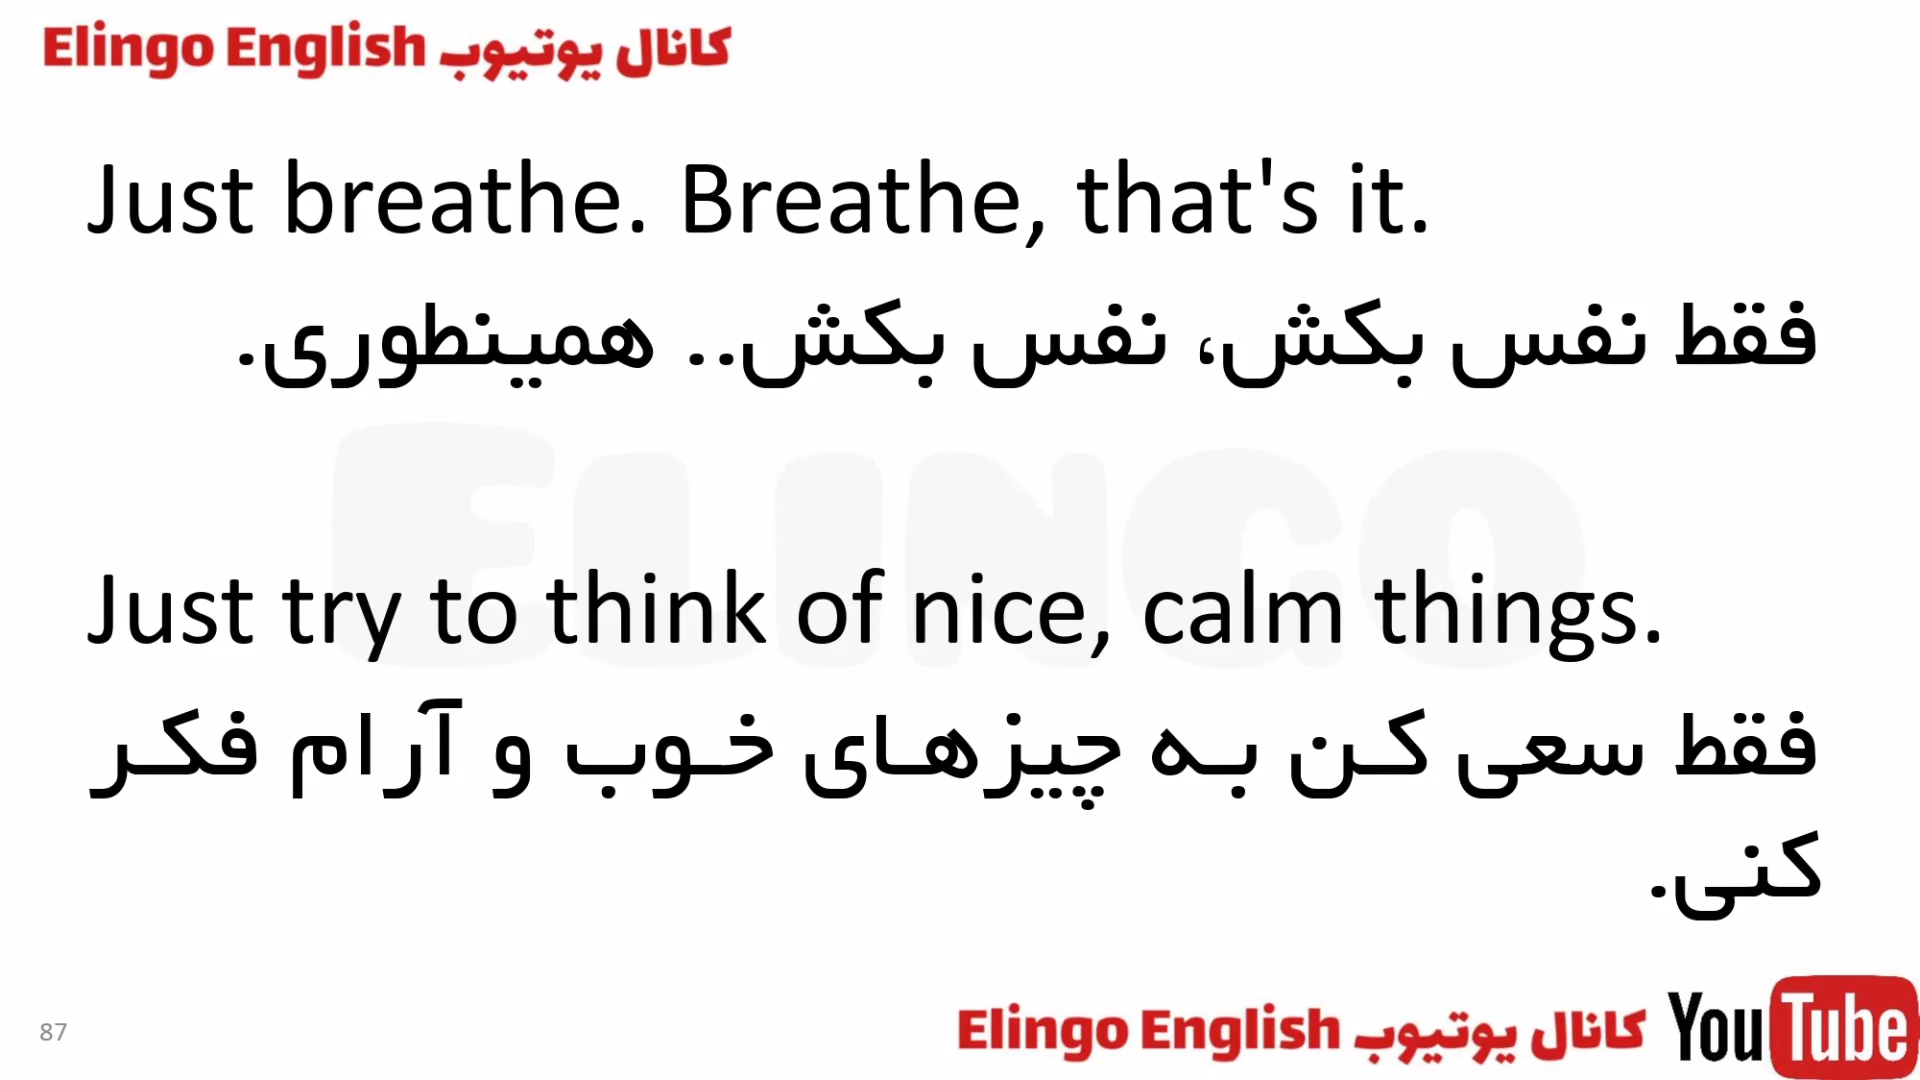 Elingo English کانال یوتیوب
Just breathe. Breathe, that's it.
فقط نفس بکش، نفس بکش.. همینطوری.
ELINGO
Just try to think of nice, calm things.
فقط سعی کن به چیزهای خوب و آرام فکر
کنی.
87
Elingo English کانال یوتیوب YouTube